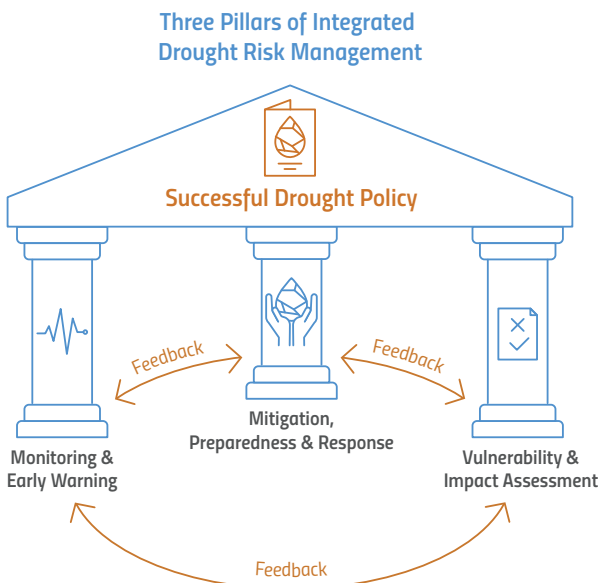 Three Pillars of Integrated
Drought Risk Management
Successful Drought Policy
Feedback
Feedback
Mitigation,
Preparedness & Response
Monitoring &
Early Warning
Vulnerability &
Impact Assessment
Feedback